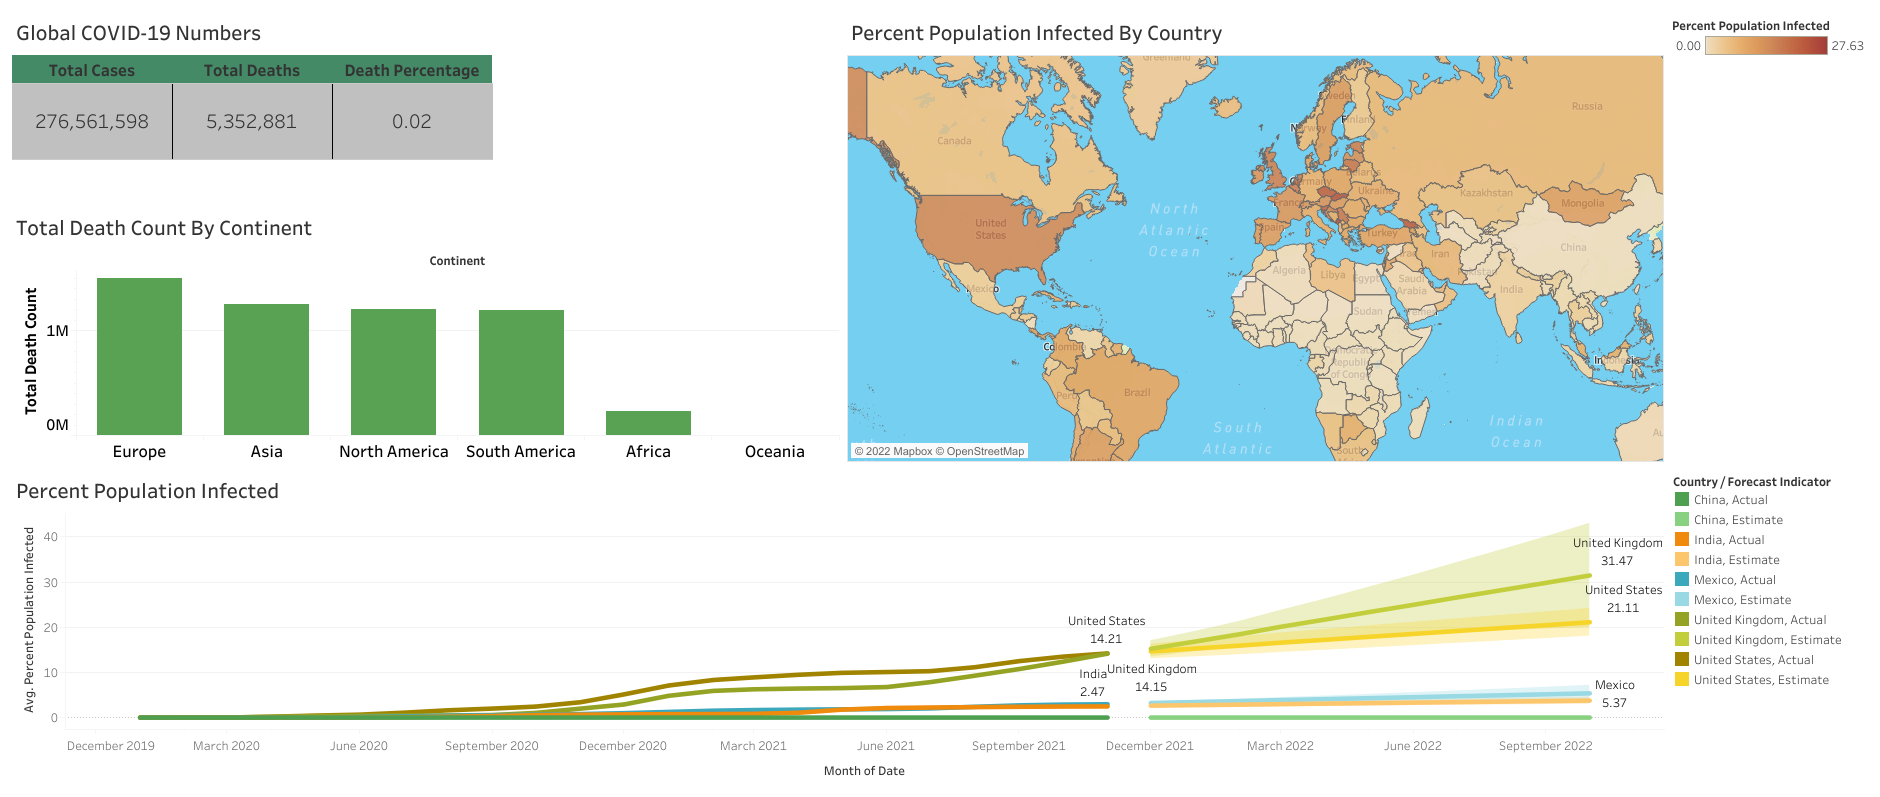 Global COVID-19 Numbers
Total Cases Total Deaths Death Percentage
276,561,598 5,352,881 0.02
Total Death Count By Continent
Continent
Total Death Count
1M
0M
Europe Asia North America South America Africa Oceania
Percent Population Infected By Country
Greenland
Russia
Canada
Sweden
Norway
Finland
Belarus
Germany
Ukraine
Kazakhstan
Mongolia
France
United
States
North
Atlantic
Ocean
Spain
Turkey
China
Iraq
Iran
Algeria
Libya
Egypt
Pakistan
Saudi
Arabia
India
Mexico
Sudan
Yemen
Colombia
Democratic
Republic
of Congo
Indonesia
Peru
Brazil
South
Atlantic
Indian
Ocean
South
© 2022 Mapbox © OpenStreetMap
Percent Population Infected
0.00 27.63
Percent Population Infected
Avg. Percent Population Infected
40
30
20
10
0
United States
14.21
India
2.47
United Kingdom
14.15
United Kingdom
31.47
United States
21.11
Mexico
5.37
December 2019 March 2020 June 2020 September 2020 December 2020 March 2021 June 2021 September 2021 December 2021 March 2022 June 2022 September 2022
Month of Date
Country / Forecast Indicator
China, Actual
China, Estimate
India, Actual
India, Estimate
Mexico, Actual
Mexico, Estimate
United Kingdom, Actual
United Kingdom, Estimate
United States, Actual
United States, Estimate